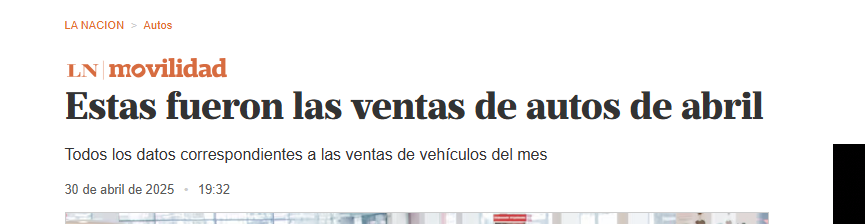 LA NACION > Autos
LN | movilidad
Estas fueron las ventas de autos de abril
Todos los datos correspondientes a las ventas de vehículos del mes
30 de abril de 2025 • 19:32